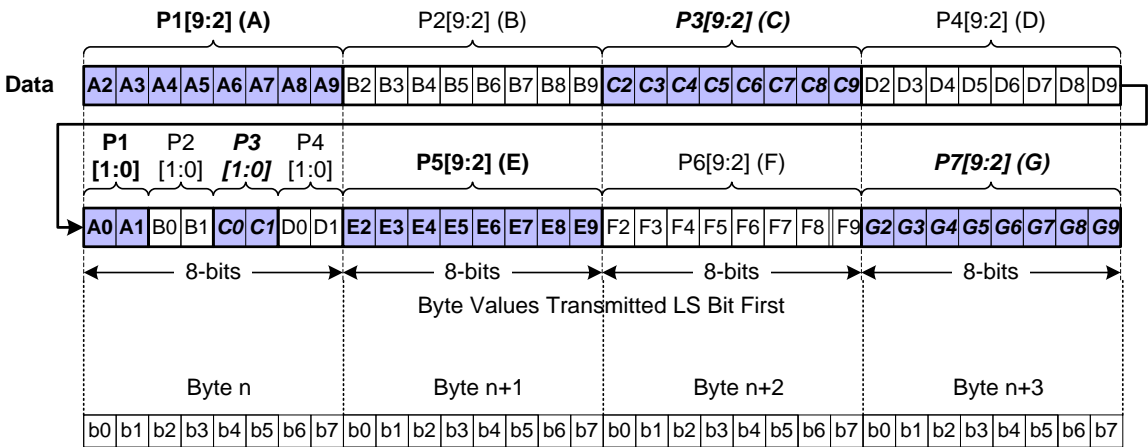 P1[9:2] (A) P2[9:2] (B) P3[9:2] (C) P4[9:2] (D)
Data A2 A3 A4 A5 A6 A7 A8 A9 B2 B3 B4 B5 B6 B7 B8 B9 C2 C3 C4 C5 C6 C7 C8 C9 D2 D3 D4 D5 D6 D7 D8 D9
P1 P2 P3 P4
[1:0] [1:0] [1:0] [1:0] P5[9:2] (E) P6[9:2] (F) P7[9:2] (G)
A0 A1 B0 B1 C0 C1 D0 D1 E2 E3 E4 E5 E6 E7 E8 E9 F2 F3 F4 F5 F6 F7 F8 F9 G2 G3 G4 G5 G6 G7 G8 G9
8-bits 8-bits 8-bits 8-bits
Byte Values Transmitted LS Bit First
Byte n Byte n+1 Byte n+2 Byte n+3
b0 b1 b2 b3 b4 b5 b6 b7 b0 b1 b2 b3 b4 b5 b6 b7 b0 b1 b2 b3 b4 b5 b6 b7 b0 b1 b2 b3 b4 b5 b6 b7